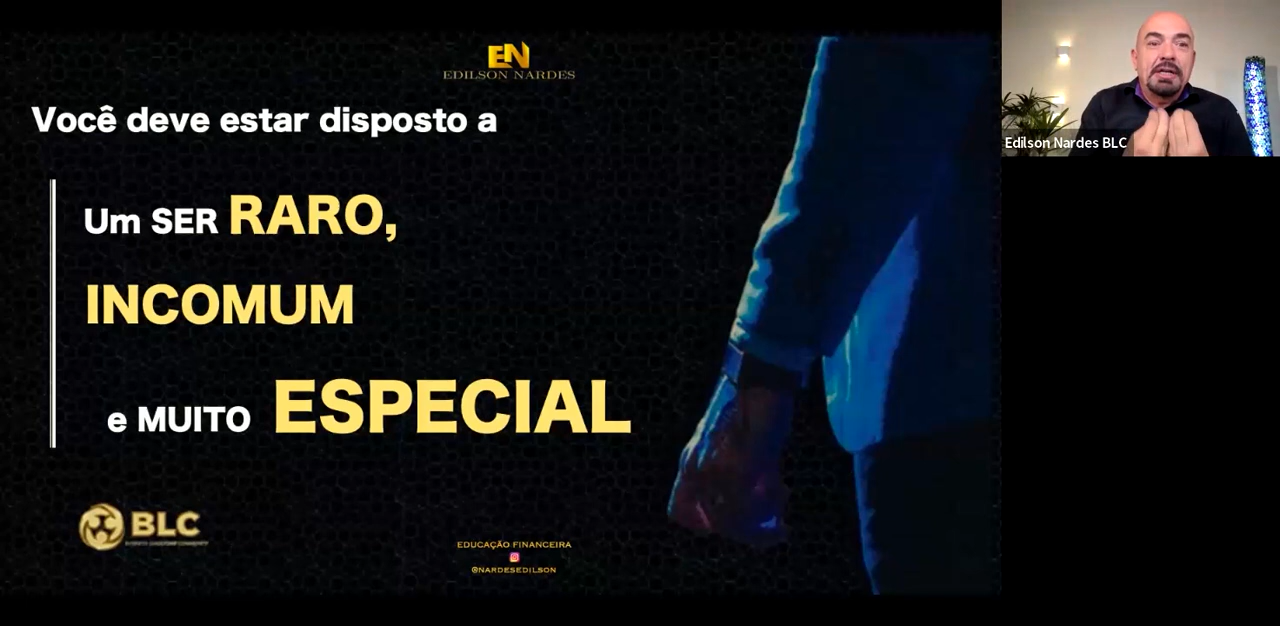 EN
EDILSON NARDES
Você deve estar disposto a
Um SER RARO,
INCOMUM
e MUITO ESPECIAL
BLC
EDUCAÇÃO FINANCEIRA
@NARDESEDILSON
Edilson Nardes BLC